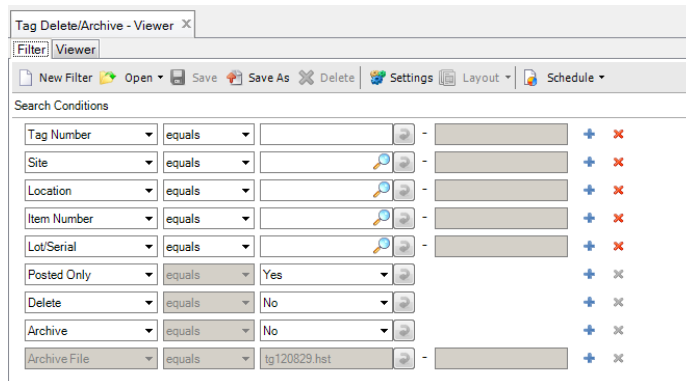 Tag Delete/Archive - Viewer
Filter Viewer
New Filter Open Save Save As Delete Settings Layout Schedule
Search Conditions
Tag Number equals -
Site equals -
Location equals -
Item Number equals -
Lot/Serial equals -
Posted Only equals Yes
Delete equals No
Archive equals No
Archive File equals tg120829.hst -